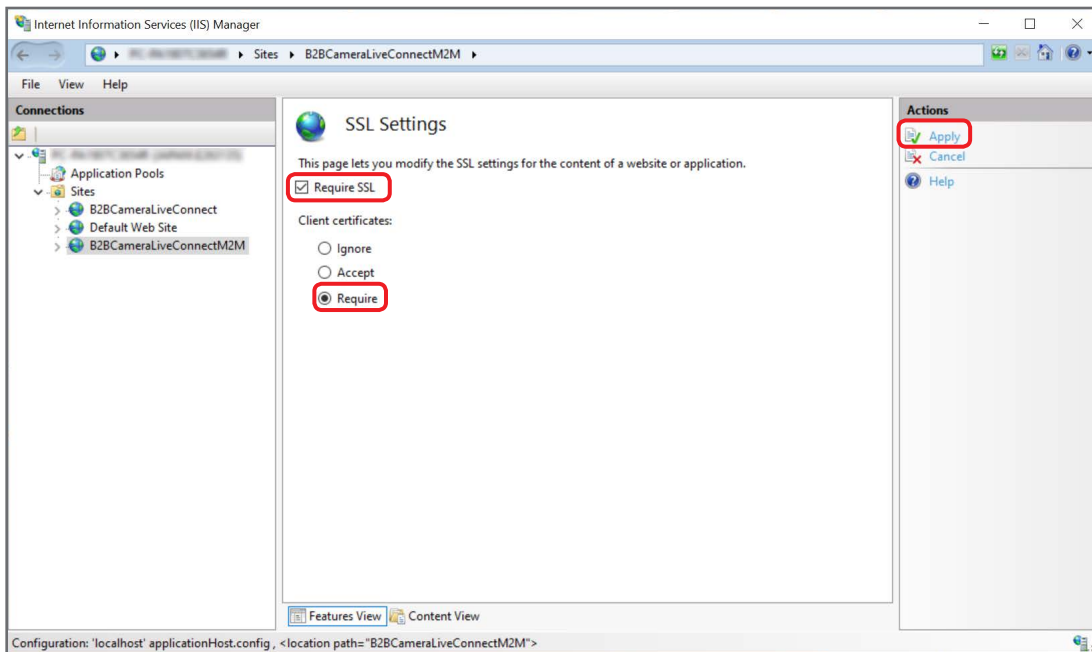 Internet Information Services (IIS) Manager
Sites B2BCameraLiveConnectM2M
File View Help
Connections
Application Pools
Sites
B2BCameraLiveConnect
Default Web Site
B2BCameraLiveConnectM2M
SSL Settings
This page lets you modify the SSL settings for the content of a website or application.
Require SSL
Client certificates:
Ignore
Accept
Require
Features View Content View
Actions
Apply
Cancel
Help
Configuration: 'localhost' applicationHost.config , <location path="B2BCameraLiveConnectM2M">